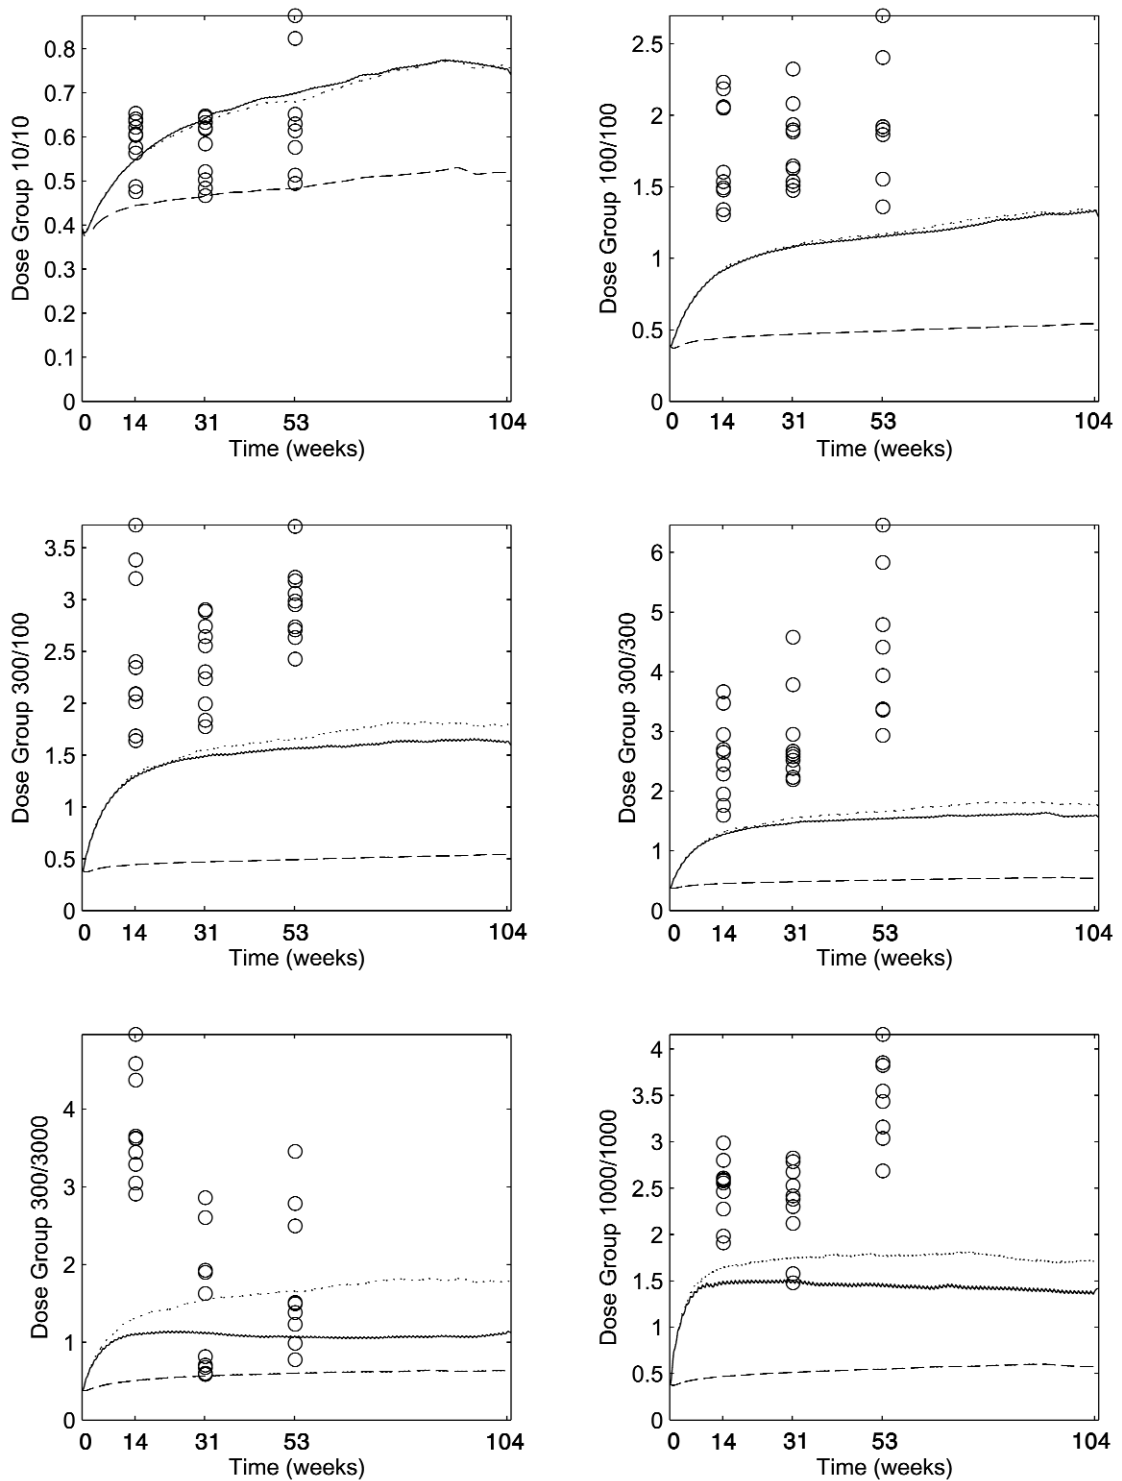 Dose Group 10/10
0.8
0.7
0.6
0.5
0.4
0.3
0.2
0.1
0
0 14 31 53 104
Time (weeks)
Dose Group 100/100
2.5
2
1.5
1
0.5
0
0 14 31 53 104
Time (weeks)
Dose Group 300/100
3.5
3
2.5
2
1.5
1
0.5
0
0 14 31 53 104
Time (weeks)
Dose Group 300/300
6
5
4
3
2
1
0
0 14 31 53 104
Time (weeks)
Dose Group 300/3000
4
3
2
1
0
0 14 31 53 104
Time (weeks)
Dose Group 1000/1000
4
3.5
3
2.5
2
1.5
1
0.5
0
0 14 31 53 104
Time (weeks)